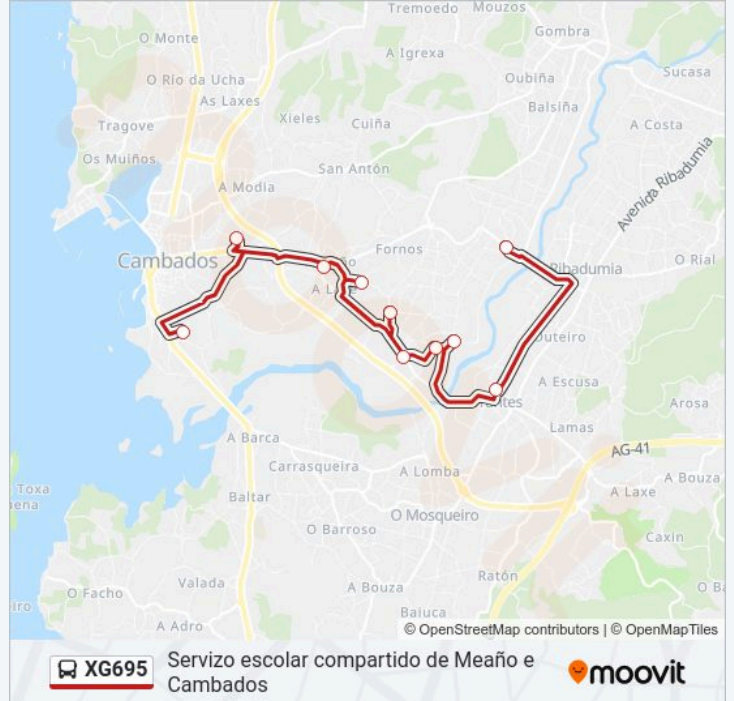 Tremoedo
Mouzos
O Monte
Gombra
A Igrexa
O Río da Ucha
Oubiña
Sucasa
As Laxes
Balsiña
Xieles
Cuiña
Tragove
A Costa
Os Muíños
San Antón
Avenida Ribadumia
A Modia
Fornos
Cambados
Ribadumia
O Rial
Outeiro
A Escusa
Arosa
Lamas
A Barca
AG-41
Carrasqueira
A Lomba
A Bouza
Toxa
Baltar
A Laxe
O Mosqueiro
O Barroso
Caxin
Ratón
Valada
O Facho
A Bouza
Baiuca
A Adro
© OpenStreetMap contributors | © OpenMapTiles
XG695
Servizo escolar compartido de Meaño e
Cambados
moovit